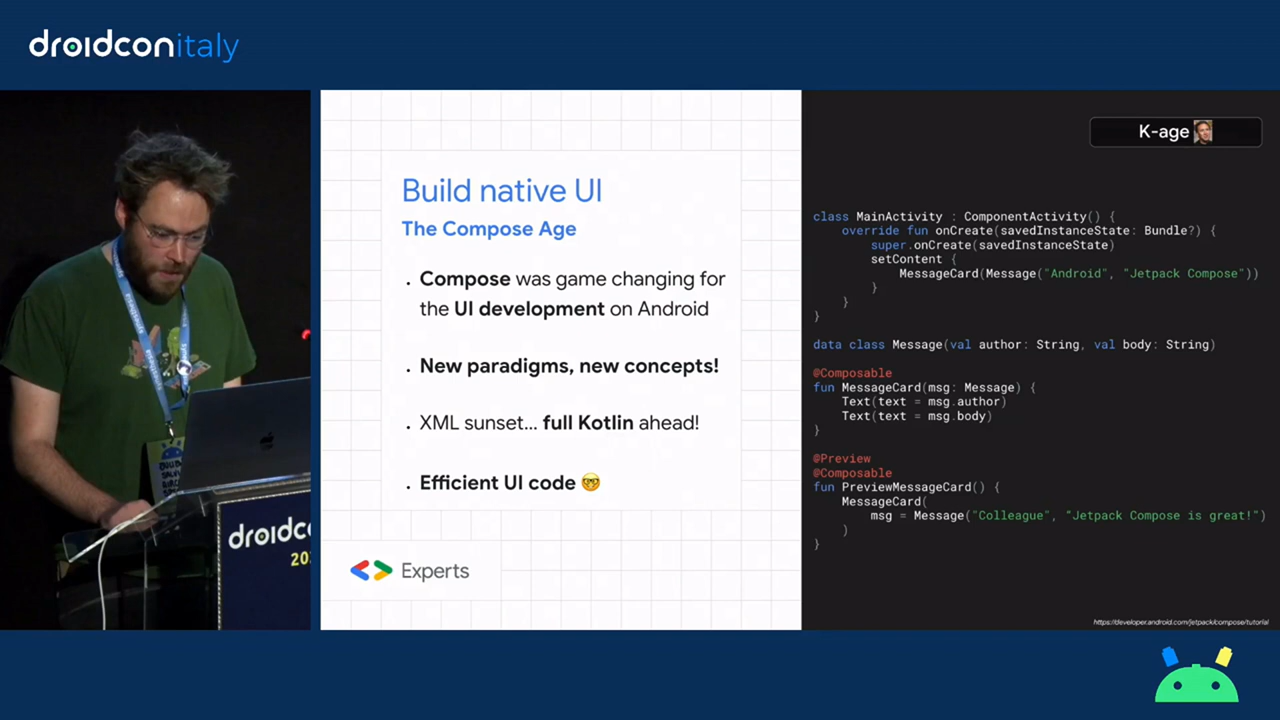 droidconitaly
Build native UI
The Compose Age
. Compose was game changing for
the UI development on Android
. New paradigms, new concepts!
. XML sunset... full Kotlin ahead!
. Efficient UI code 🤓
Experts
K-age
class MainActivity : ComponentActivity() {
override fun onCreate(savedInstanceState: Bundle?) {
super.onCreate(savedInstanceState)
setContent {
MessageCard(Message("Android", "Jetpack Compose"))
}
}
}
data class Message(val author: String, val body: String)
@Composable
fun MessageCard(msg: Message) {
Text(text = msg.author)
Text(text = msg.body)
}
@Preview
@Composable
fun PreviewMessageCard() {
MessageCard(
msg = Message("Colleague", "Jetpack Compose is great!")
)
}
https://developer.android.com/jetpack/compose/tutorial
droidc
20